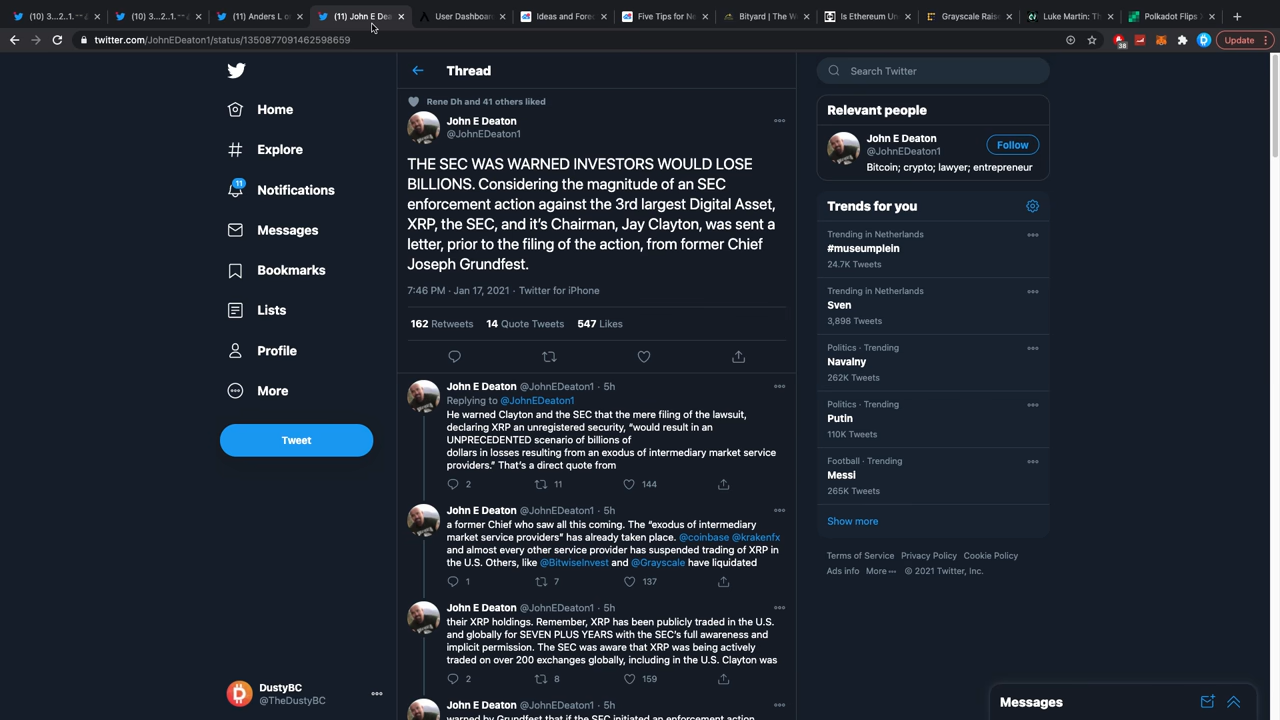 (10) 3...2..1.
(10) 3...2..1.
(11) Anders L
(11) John E Dea
User Dashboar
Ideas and Fore
Five Tips for Ne
Bityard | The W
Is Ethereum Un
Grayscale Rais
Luke Martin: Th
Polkadot Flips
twitter.com/JohnEDeaton1/status/1350877091462598659
38
Update
Home
Explore
11
Notifications
Messages
Bookmarks
Lists
Profile
More
Tweet
DustyBC
@TheDustyBC
Thread
Rene Dh and 41 others liked
John E Deaton
@JohnEDeaton1
THE SEC WAS WARNED INVESTORS WOULD LOSE
BILLIONS. Considering the magnitude of an SEC
enforcement action against the 3rd largest Digital Asset,
XRP, the SEC, and it's Chairman, Jay Clayton, was sent a
letter, prior to the filing of the action, from former Chief
Joseph Grundfest.
7:46 PM · Jan 17, 2021 · Twitter for iPhone
162 Retweets 14 Quote Tweets 547 Likes
John E Deaton @JohnEDeaton1 · 5h
Replying to @JohnEDeaton1
He warned Clayton and the SEC that the mere filing of the lawsuit,
declaring XRP an unregistered security, "would result in an
UNPRECEDENTED scenario of billions of
dollars in losses resulting from an exodus of intermediary market service
providers." That's a direct quote from
2 11 144
John E Deaton @JohnEDeaton1 · 5h
a former Chief who saw all this coming. The "exodus of intermediary
market service providers" has already taken place. @coinbase @krakenfx
and almost every other service provider has suspended trading of XRP in
the U.S. Others, like @BitwiseInvest and @Grayscale have liquidated
1 7 137
John E Deaton @JohnEDeaton1 · 5h
their XRP holdings. Remember, XRP has been publicly traded in the U.S.
and globally for SEVEN PLUS YEARS with the SEC's full awareness and
implicit permission. The SEC was aware that XRP was being actively
traded on over 200 exchanges globally, including in the U.S. Clayton was
2 8 159
John E Deaton @JohnEDeaton1 · 5h
warned by Grundfest that if the SEC initiated an enforcement action
Search Twitter
Relevant people
John E Deaton
@JohnEDeaton1
Follow
Bitcoin; crypto; lawyer; entrepreneur
Trends for you
Trending in Netherlands
#museumplein
24.7K Tweets
Trending in Netherlands
Sven
3,898 Tweets
Politics · Trending
Navalny
262K Tweets
Politics · Trending
Putin
110K Tweets
Football · Trending
Messi
265K Tweets
Show more
Terms of Service Privacy Policy Cookie Policy
Ads info More © 2021 Twitter, Inc.
Messages